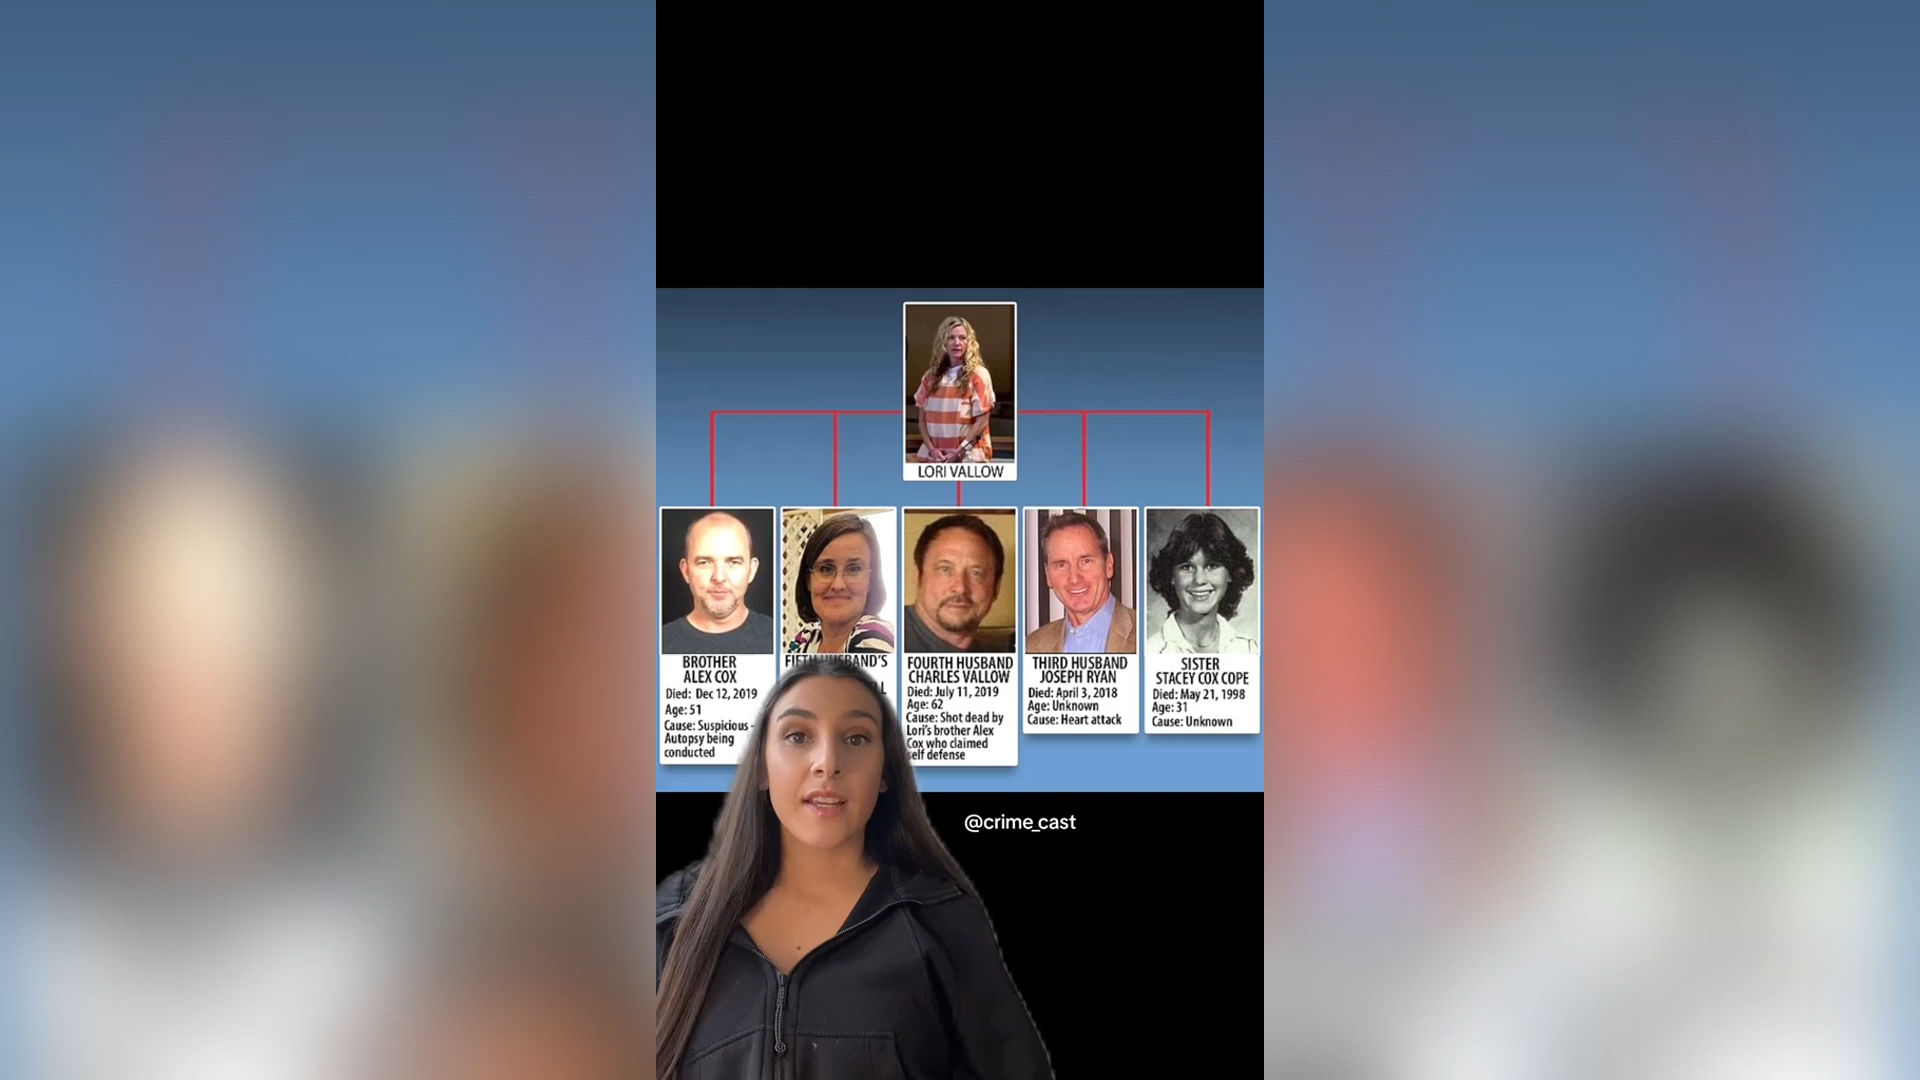 LORI VALLOW
BROTHER
ALEX COX
Died: Dec 12, 2019
Age: 51
Cause: Suspicious -
Autopsy being
conducted
FIFTH HUSBAND'S
FOURTH HUSBAND
CHARLES VALLOW
Died: July 11, 2019
Age: 62
Cause: Shot dead by
Lori's brother Alex
Cox who claimed
self defense
THIRD HUSBAND
JOSEPH RYAN
Died: April 3, 2018
Age: Unknown
Cause: Heart attack
SISTER
STACEY COX COPE
Died: May 21, 1998
Age: 31
Cause: Unknown
@crime_cast